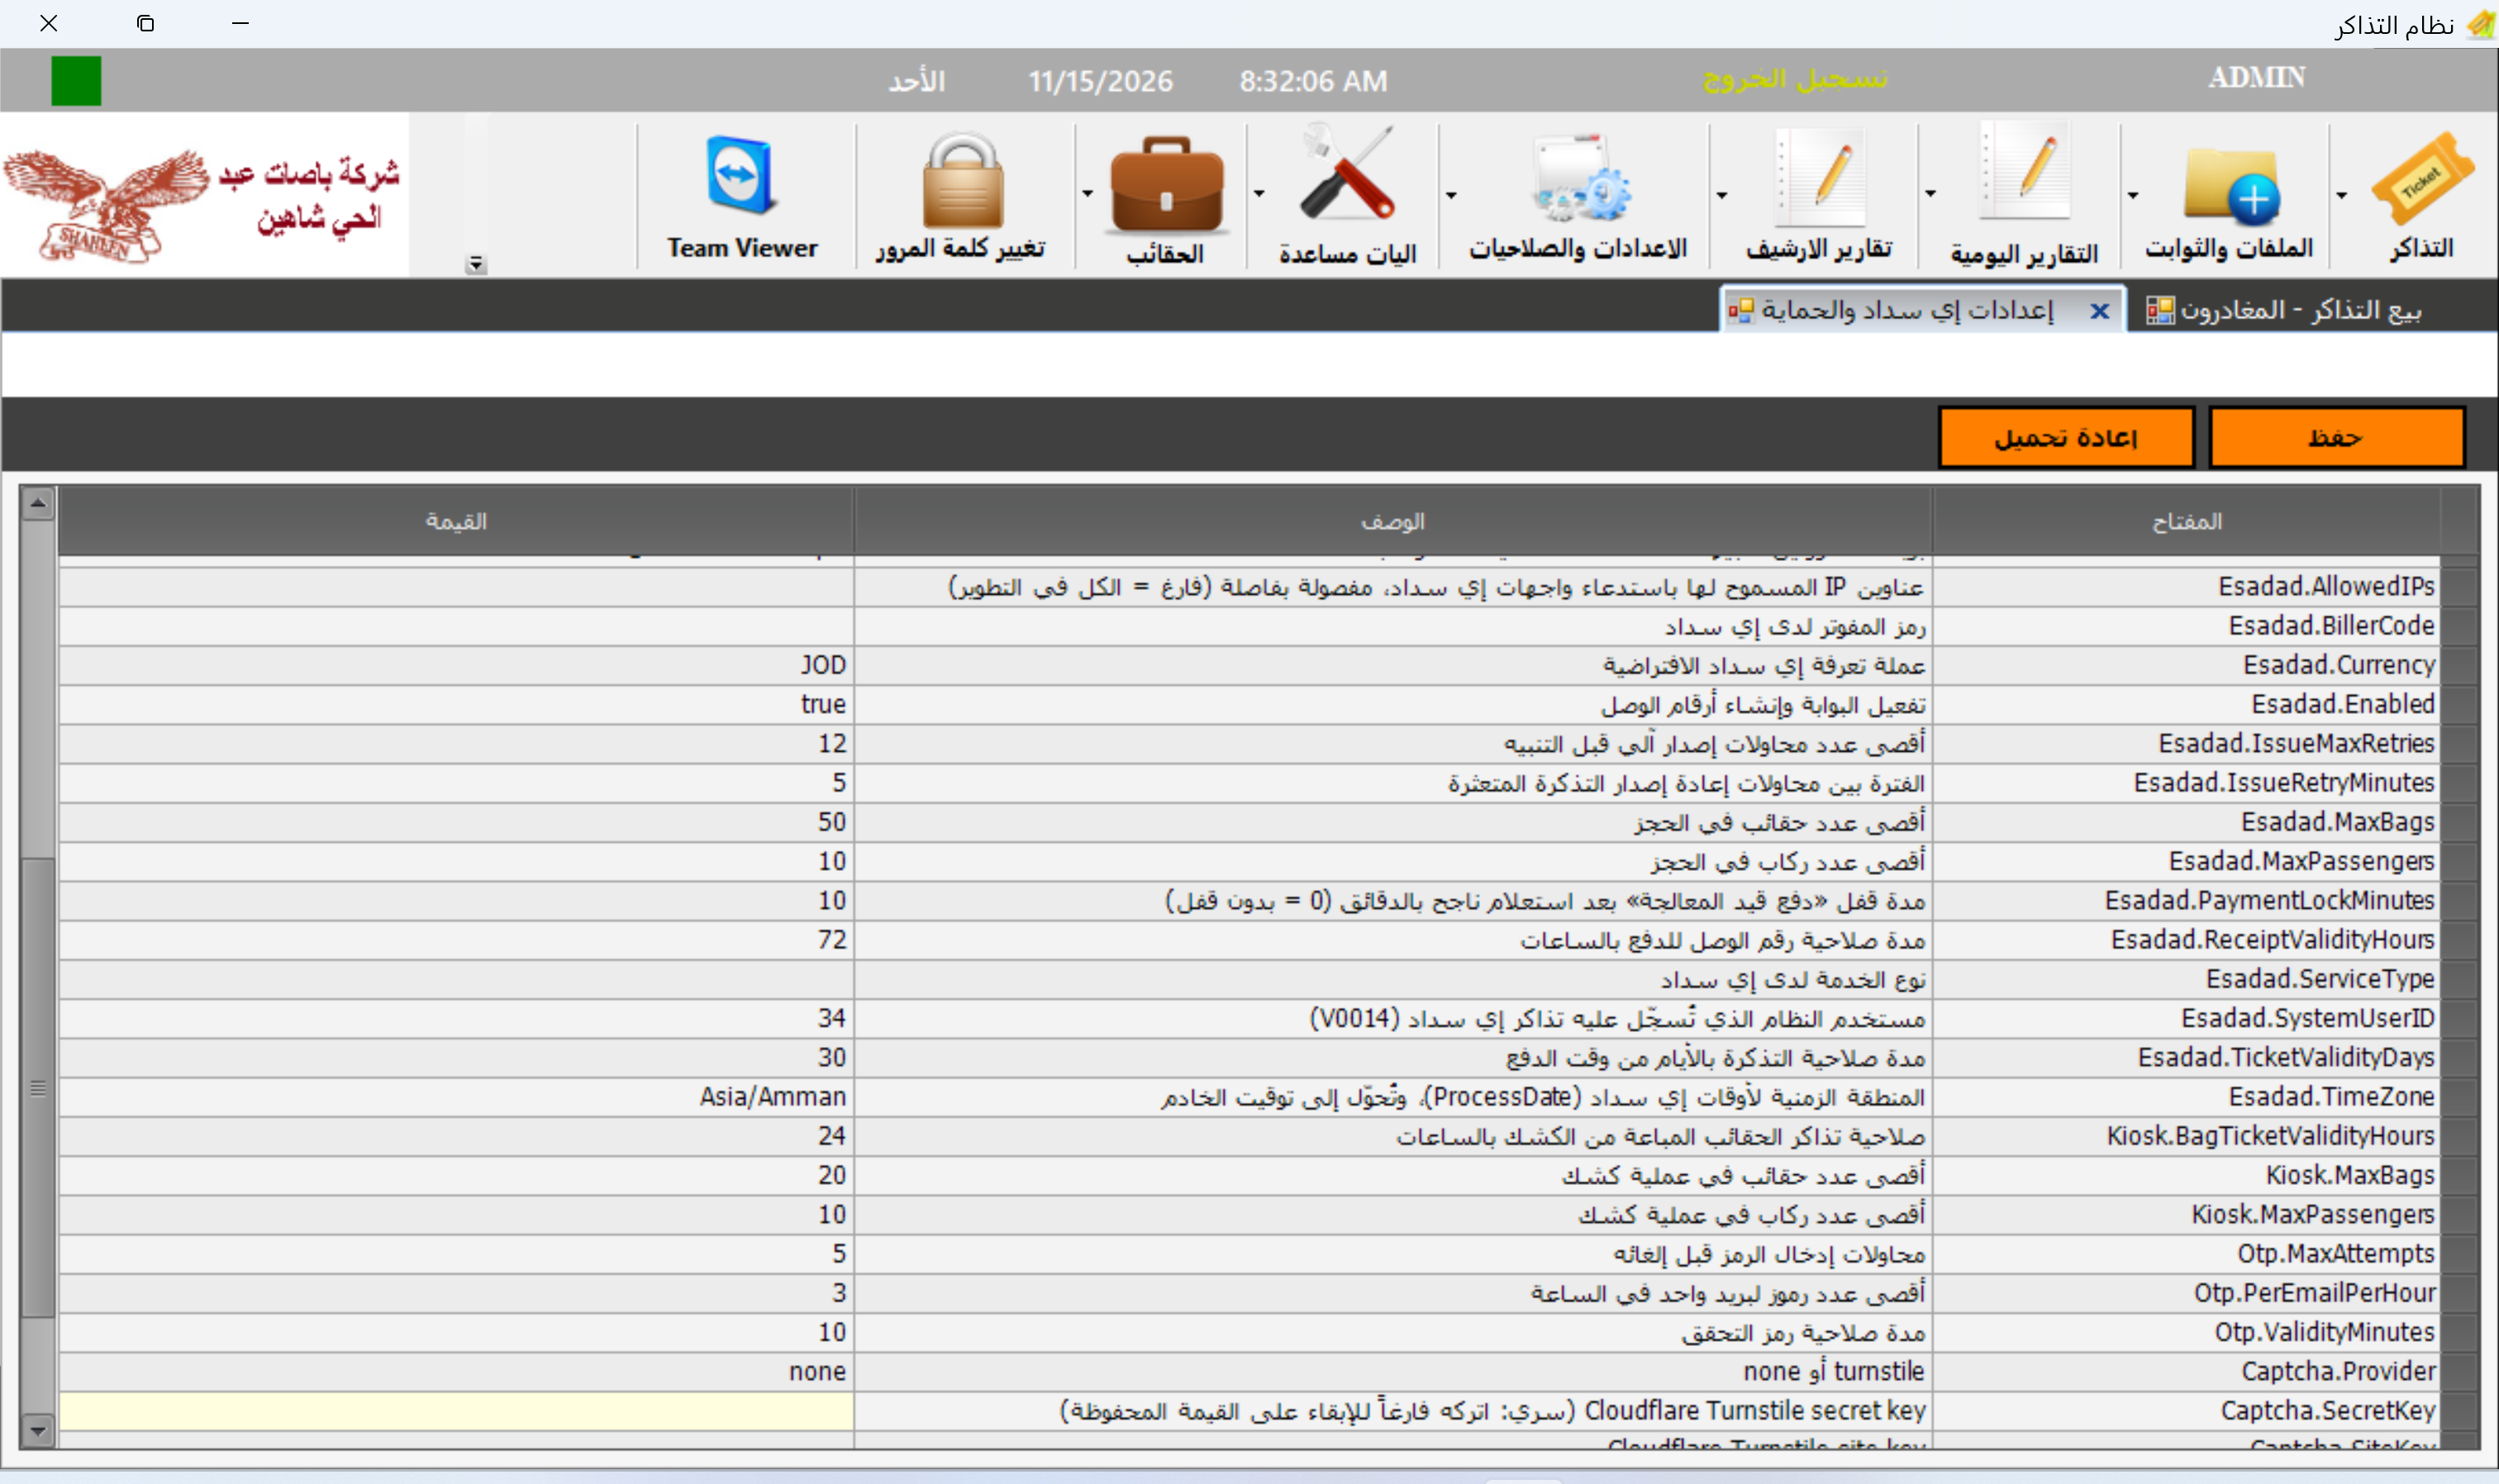 نظام التذاكر
ADMIN تسجيل الخروج 8:32:06 AM 11/15/2026 الأحد
Ticket
التذاكر
الملفات والثوابت
التقارير اليومية
تقارير الارشيف
الاعدادات والصلاحيات
اليات مساعدة
الحقائب
تغيير كلمة المرور
Team Viewer
شركة باصات عبد
الحي شاهين
SHAHEEN
بيع التذاكر - المغادرون
إعدادات إي سداد والحماية
حفظ
إعادة تحميل
المفتاح الوصف القيمة
Esadad.AllowedIPs عناوين IP المسموح لها باستدعاء واجهات إي سداد، مفصولة بفاصلة (فارغ = الكل في التطوير)
Esadad.BillerCode رمز المفوتر لدى إي سداد
Esadad.Currency عملة تعرفة إي سداد الافتراضية JOD
Esadad.Enabled تفعيل البوابة وإنشاء أرقام الوصل true
Esadad.IssueMaxRetries أقصى عدد محاولات إصدار آلي قبل التنبيه 12
Esadad.IssueRetryMinutes الفترة بين محاولات إعادة إصدار التذكرة المتعثرة 5
Esadad.MaxBags أقصى عدد حقائب في الحجز 50
Esadad.MaxPassengers أقصى عدد ركاب في الحجز 10
Esadad.PaymentLockMinutes مدة قفل «دفع قيد المعالجة» بعد استعلام ناجح بالدقائق (0 = بدون قفل) 10
Esadad.ReceiptValidityHours مدة صلاحية رقم الوصل للدفع بالساعات 72
Esadad.ServiceType نوع الخدمة لدى إي سداد
Esadad.SystemUserID مستخدم النظام الذي تُسجّل عليه تذاكر إي سداد (V0014) 34
Esadad.TicketValidityDays مدة صلاحية التذكرة بالأيام من وقت الدفع 30
Esadad.TimeZone المنطقة الزمنية لأوقات إي سداد (ProcessDate)، وتُحوّل إلى توقيت الخادم Asia/Amman
Kiosk.BagTicketValidityHours صلاحية تذاكر الحقائب المباعة من الكشك بالساعات 24
Kiosk.MaxBags أقصى عدد حقائب في عملية كشك 20
Kiosk.MaxPassengers أقصى عدد ركاب في عملية كشك 10
Otp.MaxAttempts محاولات إدخال الرمز قبل إلغائه 5
Otp.PerEmailPerHour أقصى عدد رموز لبريد واحد في الساعة 3
Otp.ValidityMinutes مدة صلاحية رمز التحقق 10
Captcha.Provider turnstile أو none none
Captcha.SecretKey Cloudflare Turnstile secret key (سري: اتركه فارغاً للإبقاء على القيمة المحفوظة)
Captcha.SiteKey Cloudflare Turnstile site key